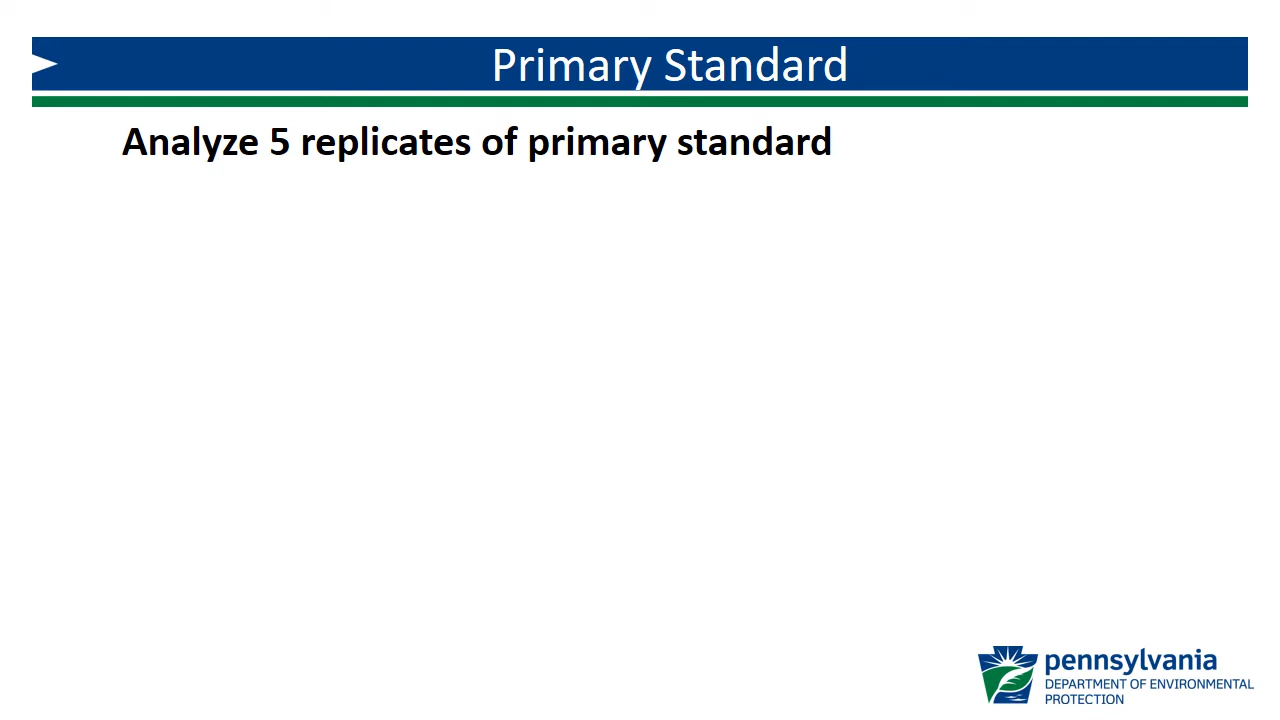 Primary Standard
Analyze 5 replicates of primary standard
pennsylvania
DEPARTMENT OF ENVIRONMENTAL
PROTECTION